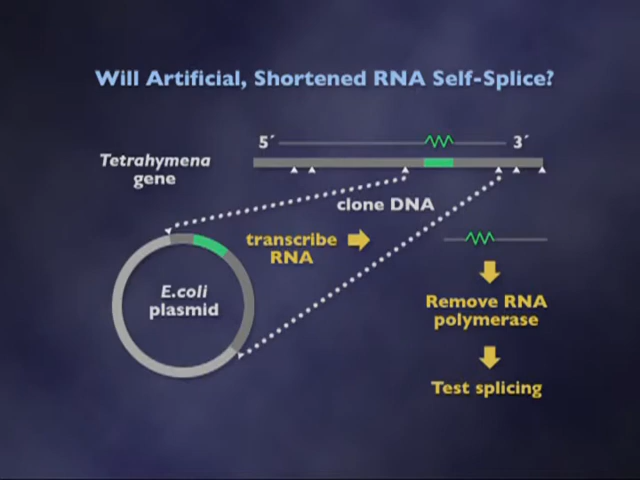 Will Artificial, Shortened RNA Self-Splice?
5´
3´
Tetrahymena
gene
clone DNA
transcribe
RNA
E.coli
plasmid
Remove RNA
polymerase
Test splicing